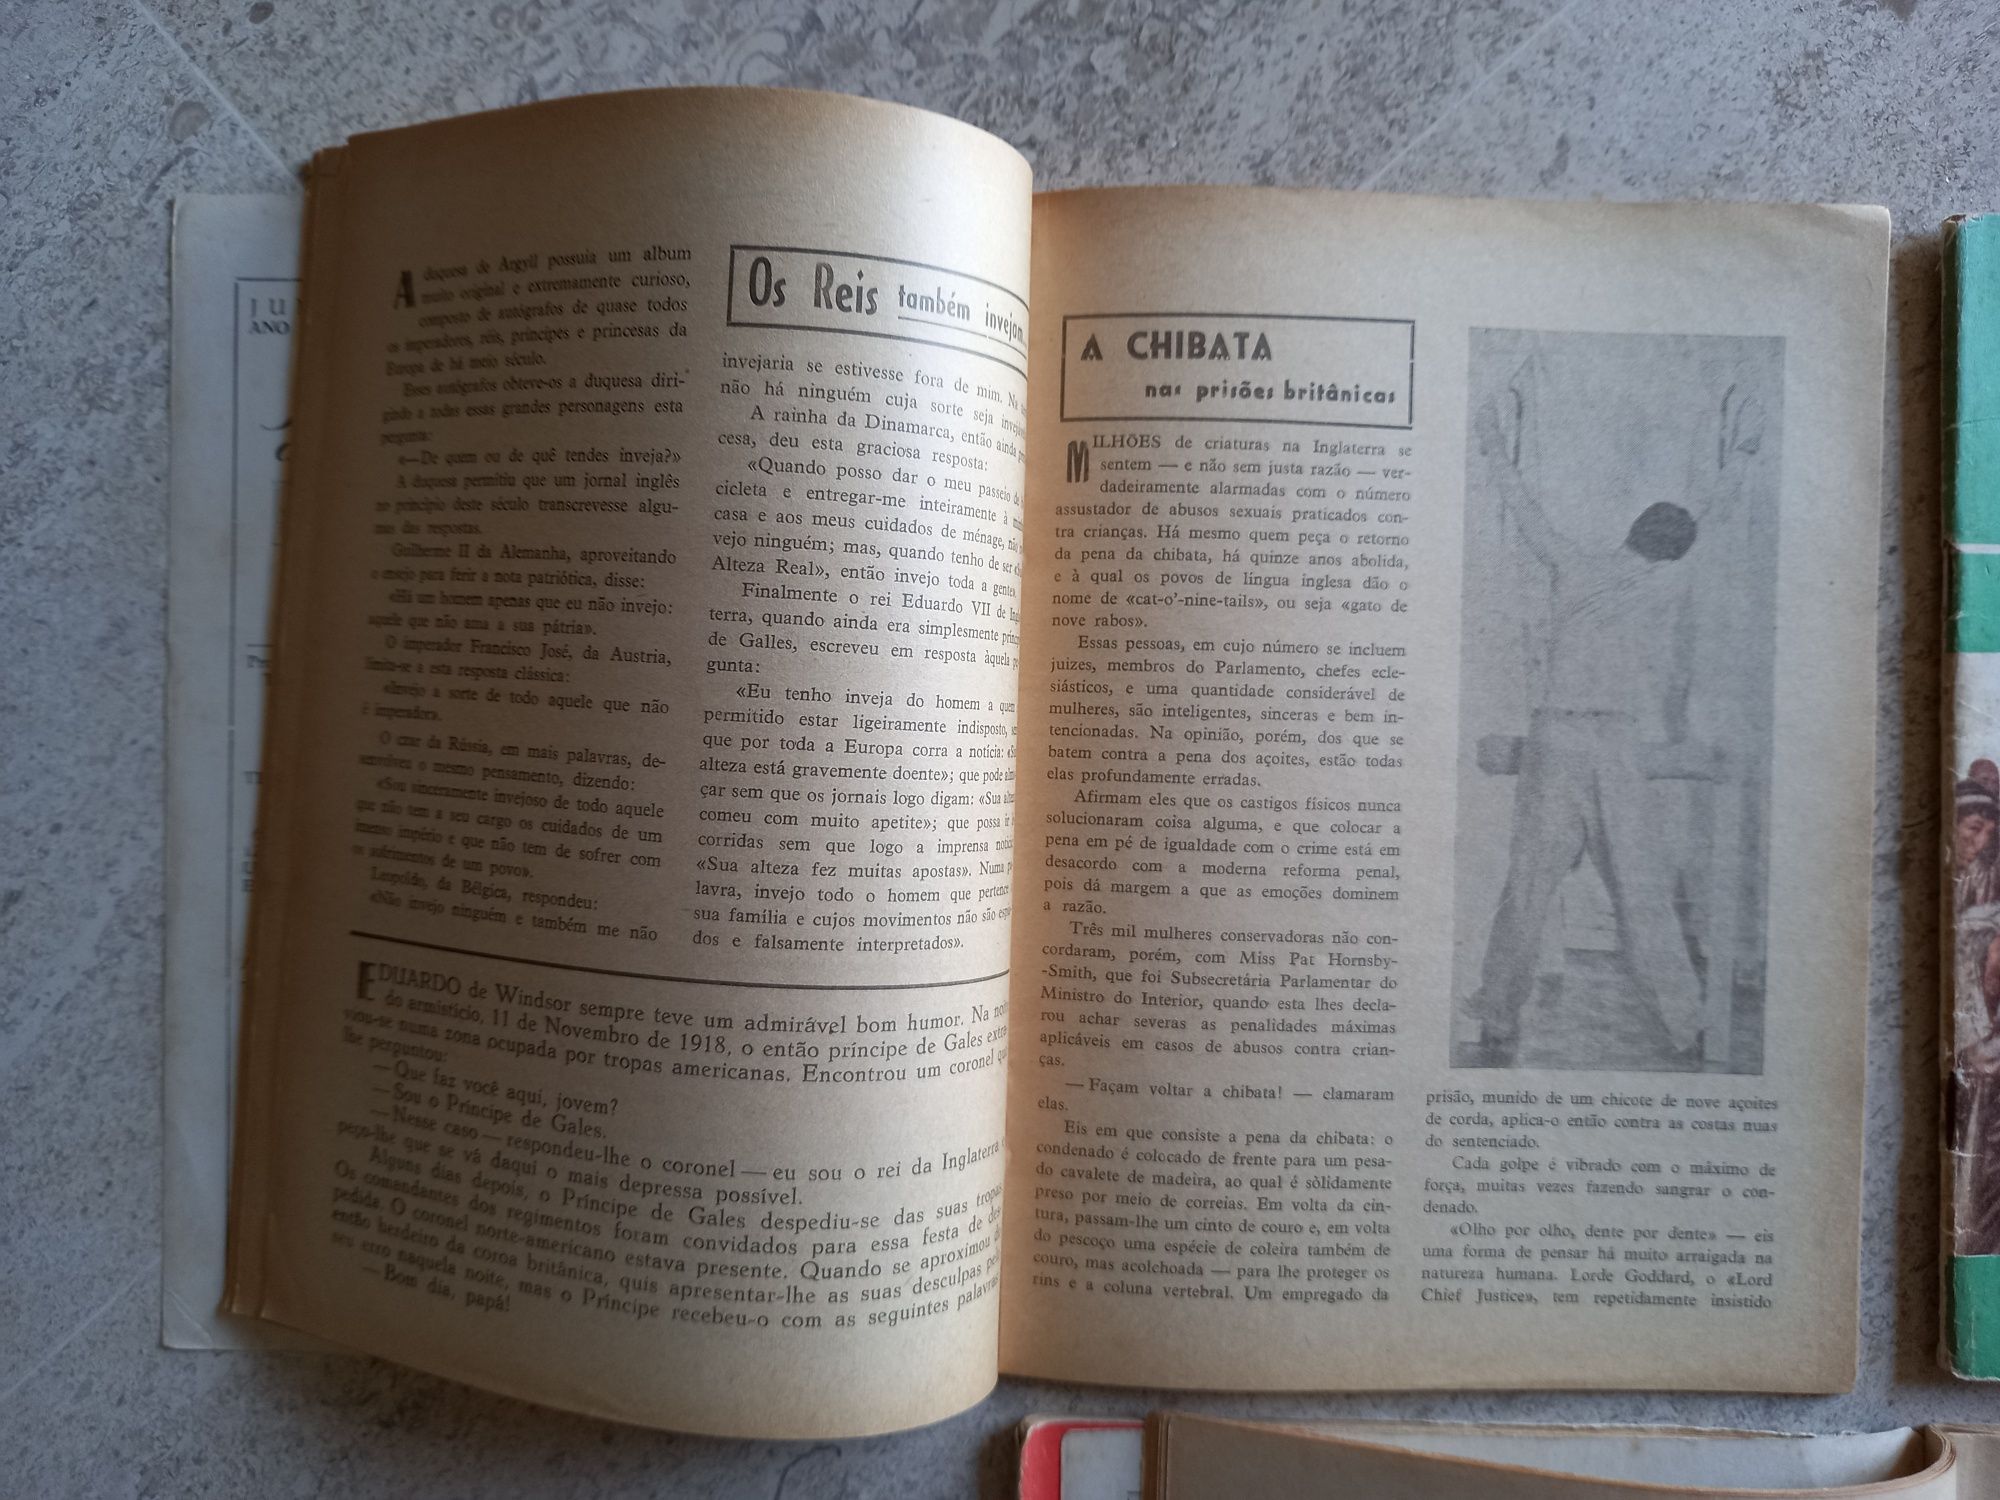 JU
ANO
A duquesa de Argyll possuia um album
muito original e extremamente curioso,
composto de autógrafos de quase todos
os imperadores, réis, príncipes e princesas da
Europa de há meio século.
Esses autógrafos obteve-os a duquesa diri-
gindo a todas essas grandes personagens esta
pergunta:
«—De quem ou de quê tendes inveja?»
A duquesa permitiu que um jornal inglês
no princípio deste século transcrevesse algu-
mas das respostas.
Guilherme II da Alemanha, aproveitando
o ensejo para ferir a nota patriótica, disse:
«Há um homem apenas que eu não invejo:
aquele que não ama a sua pátria».
O imperador Francisco José, da Austria,
limita-se a esta resposta clássica:
«Invejo a sorte de todo aquele que não
é imperador».
O czar da Rússia, em mais palavras, de-
senvolveu o mesmo pensamento, dizendo:
«Sou sinceramente invejoso de todo aquele
que não tem a seu cargo os cuidados de um
imenso império e que não tem de sofrer com
os sofrimentos de um povo».
Leopoldo, da Bélgica, respondeu:
«Não invejo ninguém e também me não
Os Reis também invejam...
invejaria se estivesse fora de mim. Na
não há ninguém cuja sorte seja
A rainha da Dinamarca, então ainda
cesa, deu esta graciosa resposta:
«Quando posso dar o meu passeio de
cicleta e entregar-me inteiramente à
casa e aos meus cuidados de ménage, não
vejo ninguém; mas, quando tenho de ser
Alteza Real», então invejo toda a gente».
Finalmente o rei Eduardo VII de
terra, quando ainda era simplesmente
de Galles, escreveu em resposta àquela
gunta:
«Eu tenho inveja do homem a quem
permitido estar ligeiramente indisposto,
que por toda a Europa corra a notícia:
alteza está gravemente doente»; que pode
çar sem que os jornais logo digam: «Sua
comeu com muito apetite»; que possa ir
corridas sem que logo a imprensa
«Sua alteza fez muitas apostas». Numa
lavra, invejo todo o homem que pertence
sua família e cujos movimentos não são
dos e falsamente interpretados».
EDUARDO de Windsor sempre teve um admirável bom humor. Na
do armistício, 11 de Novembro de 1918, o então príncipe de Gales
viou-se numa zona ocupada por tropas americanas. Encontrou um coronel
lhe perguntou:
—Que faz você aqui, jovem?
—Sou o Príncipe de Gales.
—Nesse caso—respondeu-lhe o coronel—eu sou o rei da Inglaterra
peço-lhe que se vá daqui o mais depressa possível.
Alguns dias depois, o Príncipe de Gales despediu-se das suas tropas
Os comandantes dos regimentos foram convidados para essa festa de
pedida. O coronel norte-americano estava presente. Quando se aproximou
então herdeiro da coroa britânica, quis apresentar-lhe as suas desculpas
seu erro naquela noite, mas o Príncipe recebeu-o com as seguintes palavras
—Bom dia, papá!
A CHIBATA
nas prisões britânicas
MILHÕES de criaturas na Inglaterra se
sentem — e não sem justa razão — ver-
dadeiramente alarmadas com o número
assustador de abusos sexuais praticados con-
tra crianças. Há mesmo quem peça o retorno
da pena da chibata, há quinze anos abolida,
e à qual os povos de língua inglesa dão o
nome de «cat-o'-nine-tails», ou seja «gato de
nove rabos».
Essas pessoas, em cujo número se incluem
juizes, membros do Parlamento, chefes ecle-
siásticos, e uma quantidade considerável de
mulheres, são inteligentes, sinceras e bem in-
tencionadas. Na opinião, porém, dos que se
batem contra a pena dos açoites, estão todas
elas profundamente erradas.
Afirmam eles que os castigos físicos nunca
solucionaram coisa alguma, e que colocar a
pena em pé de igualdade com o crime está em
desacordo com a moderna reforma penal,
pois dá margem a que as emoções dominem
a razão.
Três mil mulheres conservadoras não con-
cordaram, porém, com Miss Pat Hornsby-
-Smith, que foi Subsecretária Parlamentar do
Ministro do Interior, quando esta lhes decla-
rou achar severas as penalidades máximas
aplicáveis em casos de abusos contra crian-
ças.
— Façam voltar a chibata! — clamaram
elas.
Eis em que consiste a pena da chibata: o
condenado é colocado de frente para um pesa-
do cavalete de madeira, ao qual é sòlidamente
preso por meio de correias. Em volta da cin-
tura, passam-lhe um cinto de couro e, em volta
do pescoço uma espécie de coleira também de
couro, mas acolchoada — para lhe proteger os
rins e a coluna vertebral. Um empregado da
prisão, munido de um chicote de nove açoites
de corda, aplica-o então contra as costas nuas
do sentenciado.
Cada golpe é vibrado com o máximo de
força, muitas vezes fazendo sangrar o con-
denado.
«Olho por olho, dente por dente» — eis
uma forma de pensar há muito arraigada na
natureza humana. Lorde Goddard, o «Lord
Chief Justice», tem repetidamente insistido